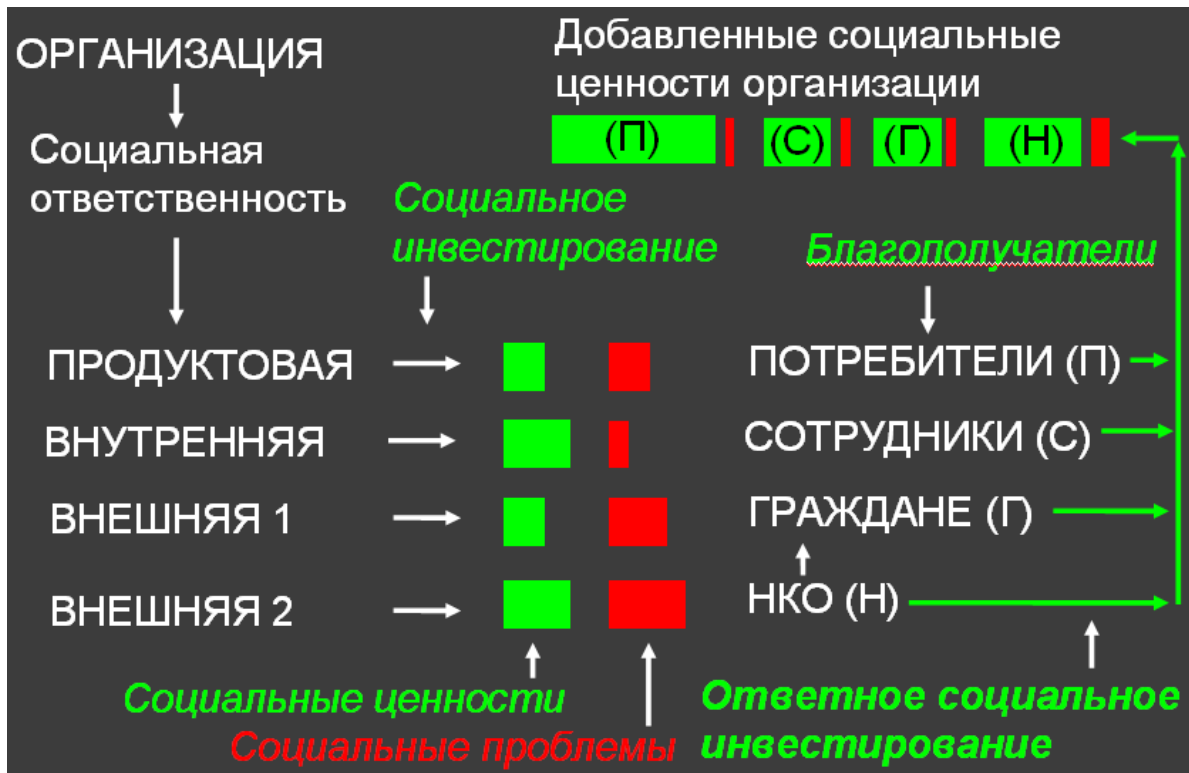 ОРГАНИЗАЦИЯ
Социальная
ответственность
Добавленные социальные
ценности организации
(П) (С) (Г) (Н)
Социальное
инвестирование
Благополучатели
ПРОДУКТОВАЯ
ПОТРЕБИТЕЛИ (П)
ВНУТРЕННЯЯ
СОТРУДНИКИ (С)
ВНЕШНЯЯ 1
ГРАЖДАНЕ (Г)
ВНЕШНЯЯ 2
НКО (Н)
Социальные ценности
Социальные проблемы
Ответное социальное
инвестирование